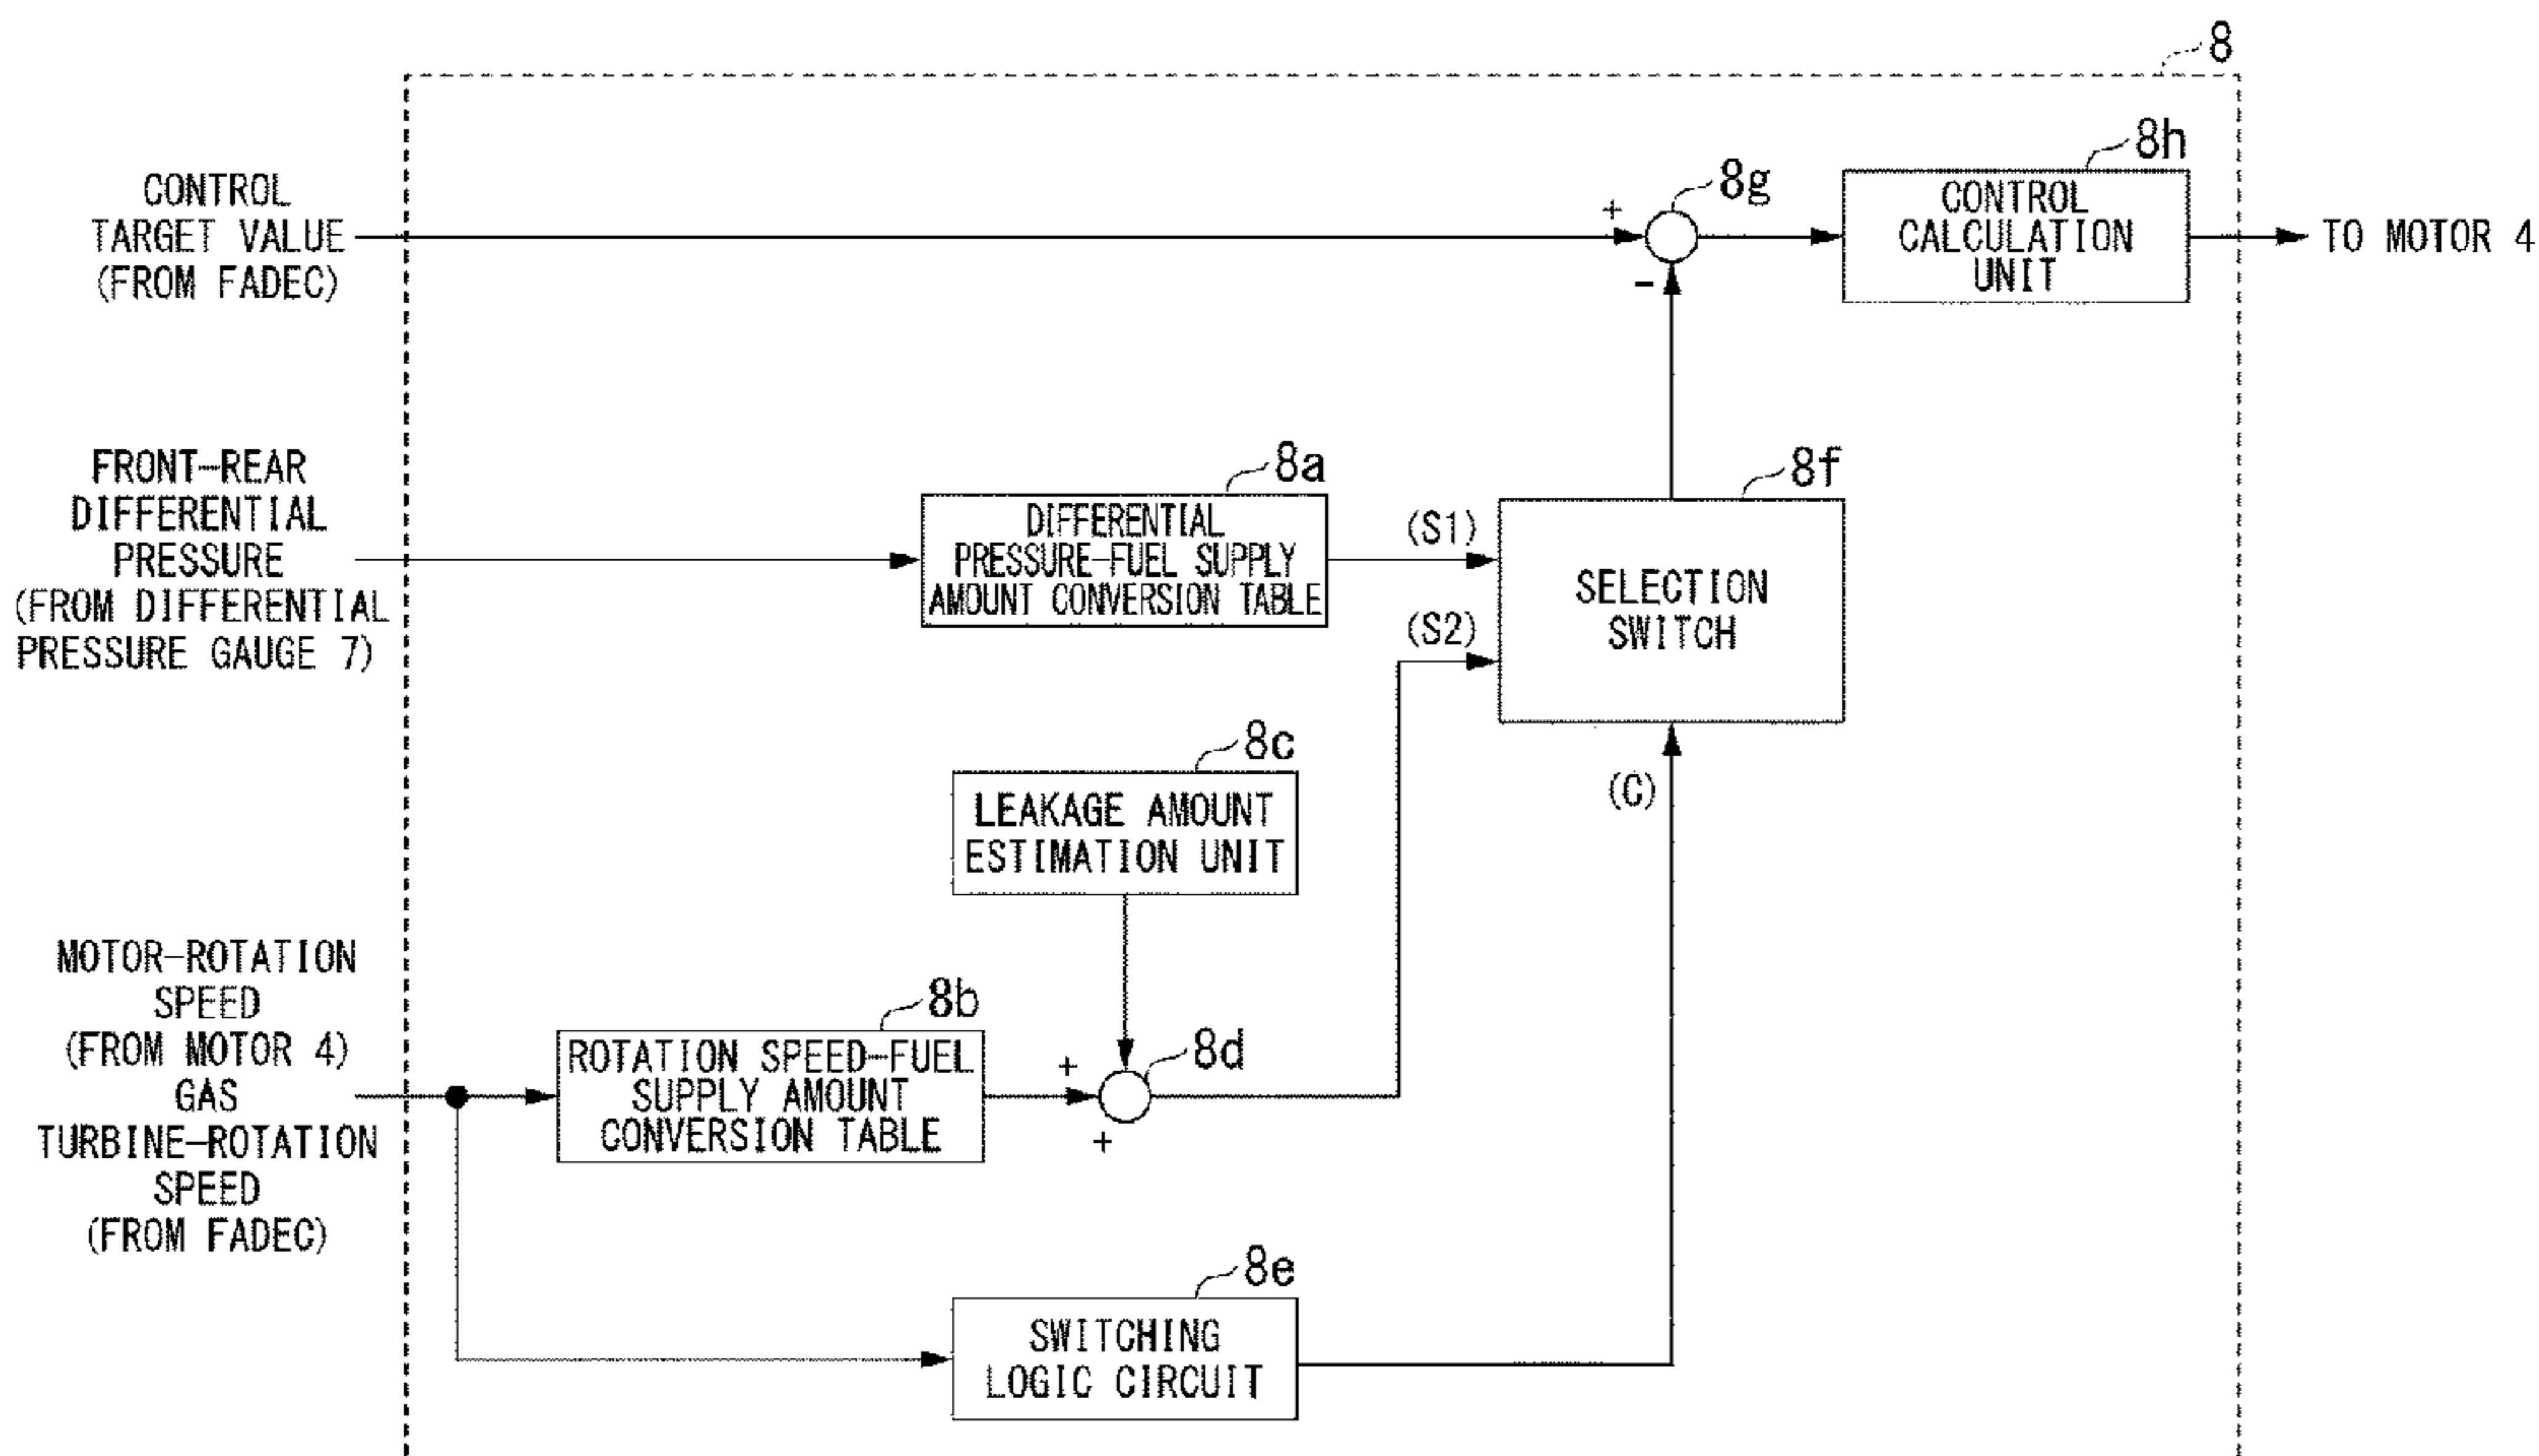 8
CONTROL
TARGET VALUE
(FROM FADEC)
+
-
8g
8h
CONTROL
CALCULATION
UNIT
TO MOTOR 4
FRONT-REAR
DIFFERENTIAL
PRESSURE
(FROM DIFFERENTIAL
PRESSURE GAUGE 7)
8a
DIFFERENTIAL
PRESSURE-FUEL SUPPLY
AMOUNT CONVERSION TABLE
(S1)
(S2)
8f
SELECTION
SWITCH
(C)
8c
LEAKAGE AMOUNT
ESTIMATION UNIT
MOTOR-ROTATION
SPEED
(FROM MOTOR 4)
GAS
TURBINE-ROTATION
SPEED
(FROM FADEC)
8b
ROTATION SPEED-FUEL
SUPPLY AMOUNT
CONVERSION TABLE
+
+
8d
8e
SWITCHING
LOGIC CIRCUIT